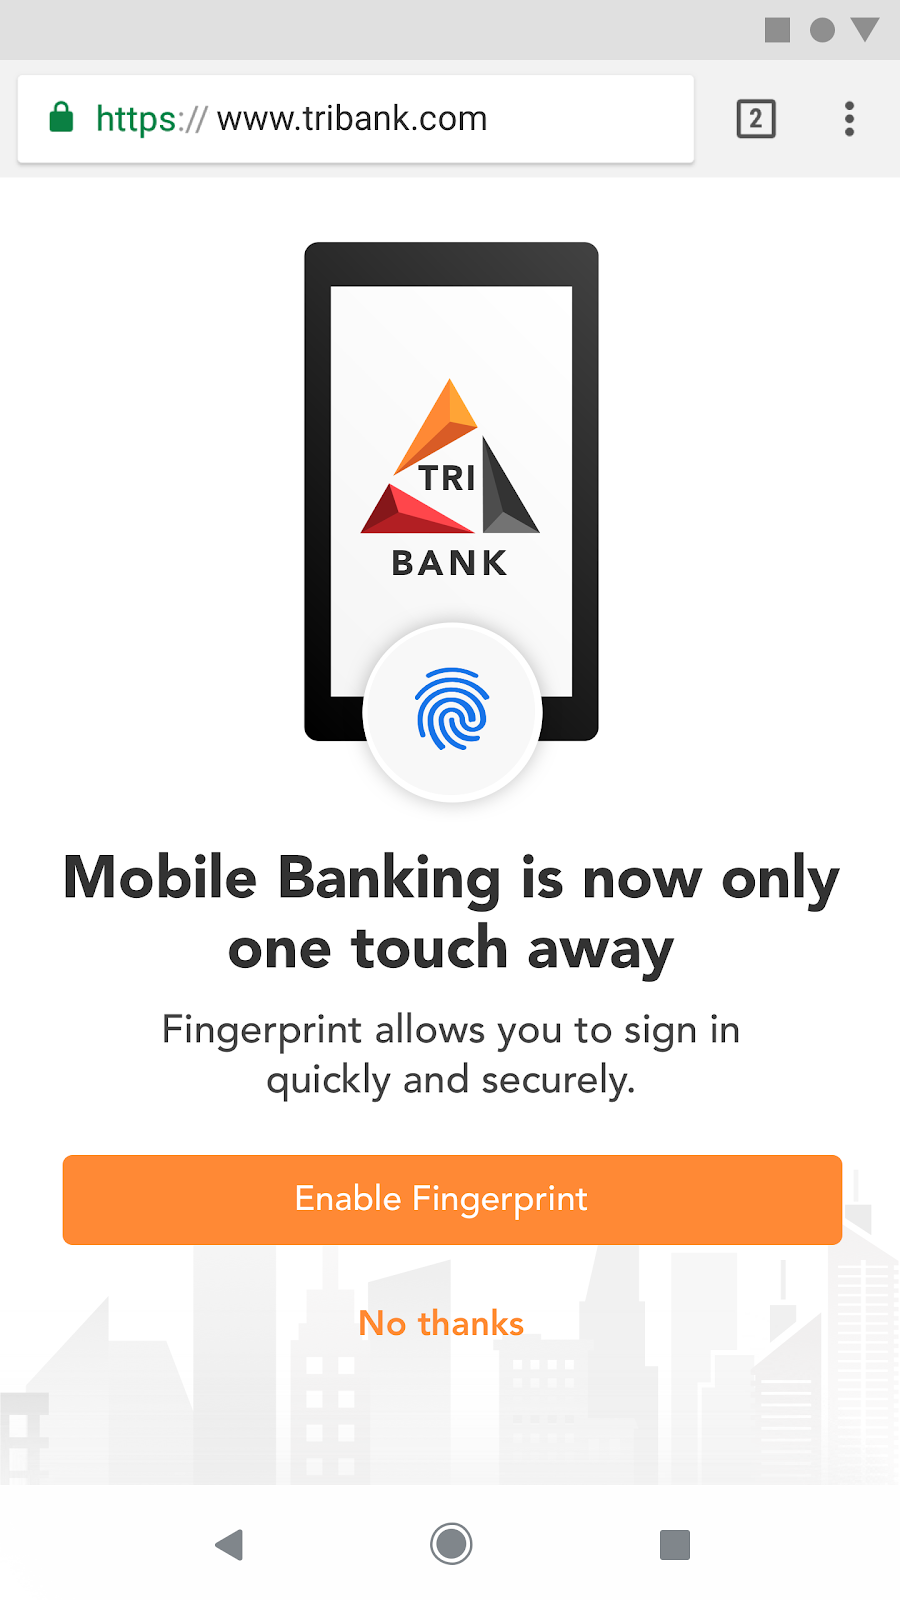 https:// www.tribank.com
2
TRI
BANK
Mobile Banking is now only
one touch away
Fingerprint allows you to sign in
quickly and securely.
Enable Fingerprint
No thanks